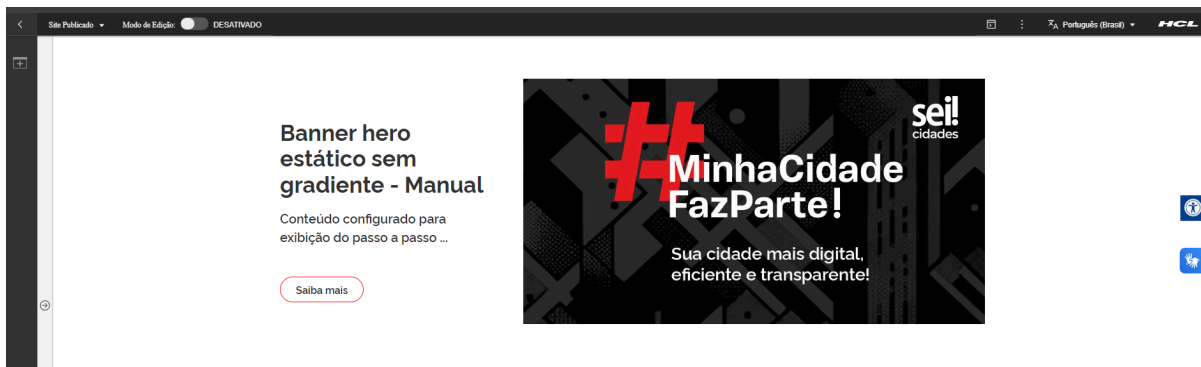 Site Publicado
Modo de Edição: DESATIVADO
Português (Brasil)
HCL
Banner hero
estático sem
gradiente - Manual
Conteúdo configurado para
exibição do passo a passo ...
Saiba mais
sei!
cidades
#MinhaCidade
FazParte!
Sua cidade mais digital,
eficiente e transparente!